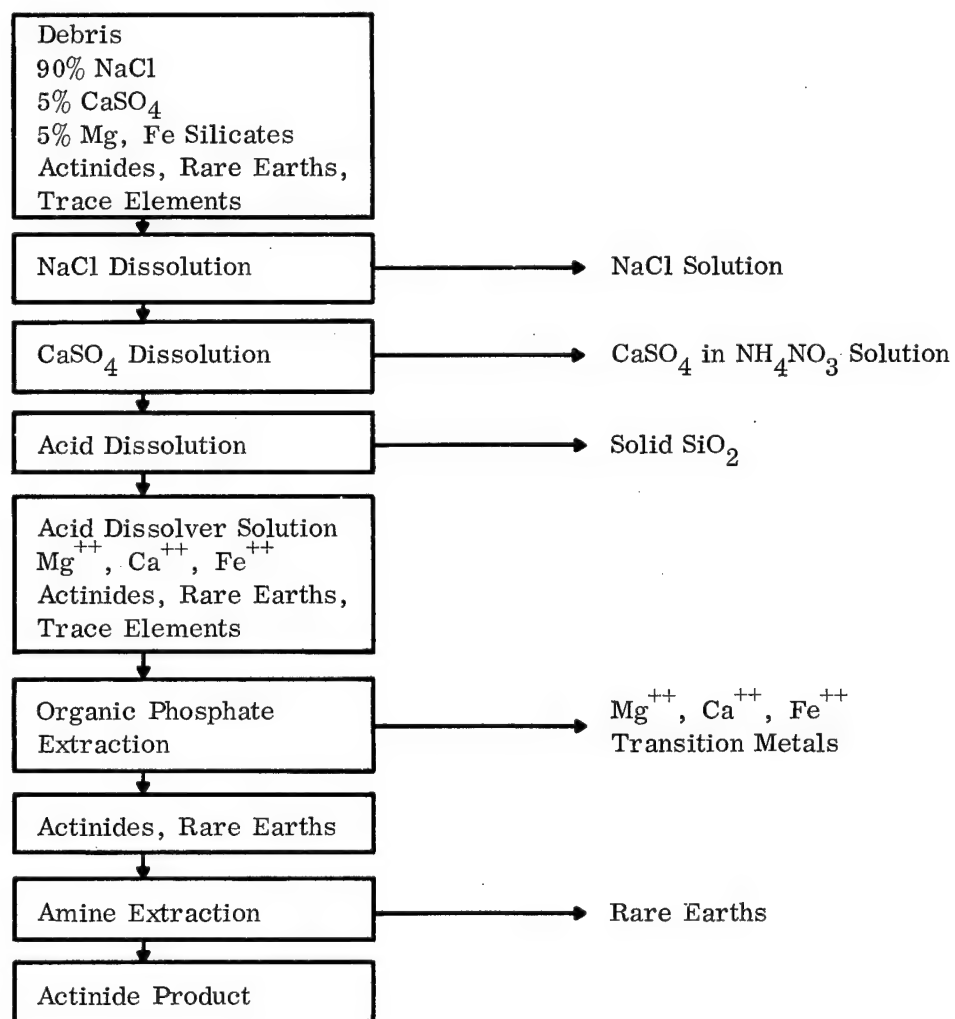 Debris
90% NaCl
5% CaSO4
5% Mg, Fe Silicates
Actinides, Rare Earths,
Trace Elements
NaCl Dissolution
NaCl Solution
CaSO4 Dissolution
CaSO4 in NH4NO3 Solution
Acid Dissolution
Solid SiO2
Acid Dissolver Solution
Mg++, Ca++, Fe++
Actinides, Rare Earths,
Trace Elements
Organic Phosphate
Extraction
Mg++, Ca++, Fe++
Transition Metals
Actinides, Rare Earths
Amine Extraction
Rare Earths
Actinide Product